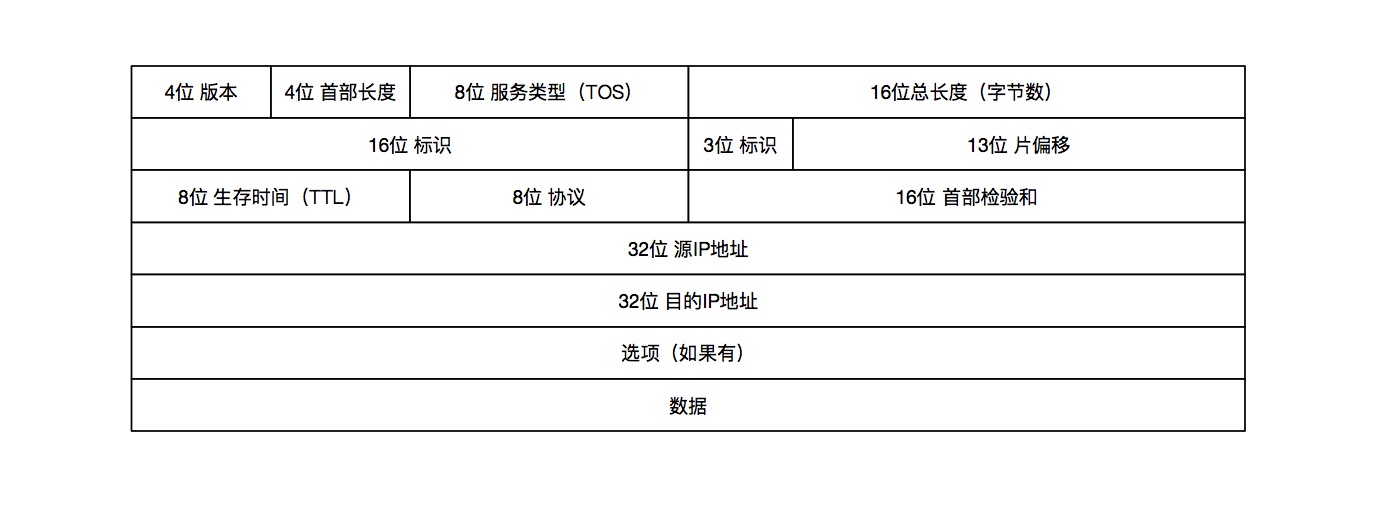 4位 版本
4位 首部长度
8位 服务类型（TOS）
16位总长度（字节数）
16位 标识
3位 标识
13位 片偏移
8位 生存时间（TTL）
8位 协议
16位 首部检验和
32位 源IP地址
32位 目的IP地址
选项（如果有）
数据